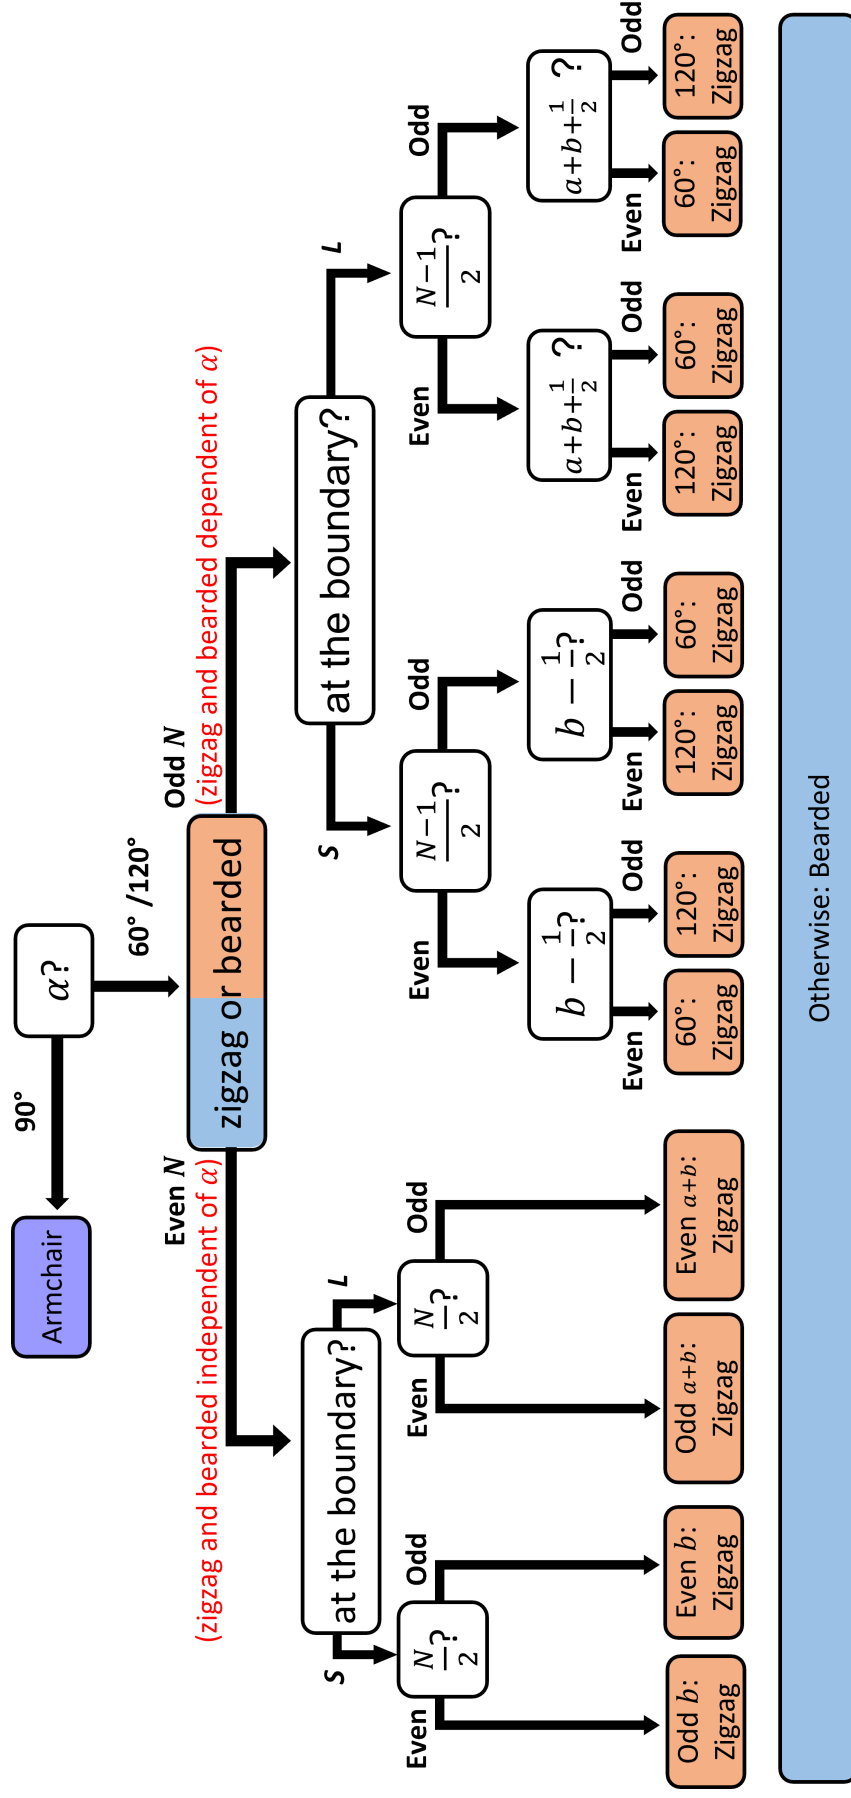 α?
90°
60° /120°
Armchair
Even N
(zigzag and bearded independent of α)
zigzag or bearded
Odd N
(zigzag and bearded dependent of α)
at the boundary?
S
L
at the boundary?
S
L
N/2?
Even
Odd
N/2?
Even
Odd
N−1/2?
Even
Odd
N−1/2?
Even
Odd
b − 1/2?
Even
Odd
b − 1/2?
Even
Odd
a+b+1/2 ?
Even
Odd
a+b+1/2 ?
Even
Odd
Odd b:
Zigzag
Even b:
Zigzag
Odd a+b:
Zigzag
Even a+b:
Zigzag
60°:
Zigzag
120°:
Zigzag
120°:
Zigzag
60°:
Zigzag
120°:
Zigzag
60°:
Zigzag
60°:
Zigzag
120°:
Zigzag
Otherwise: Bearded